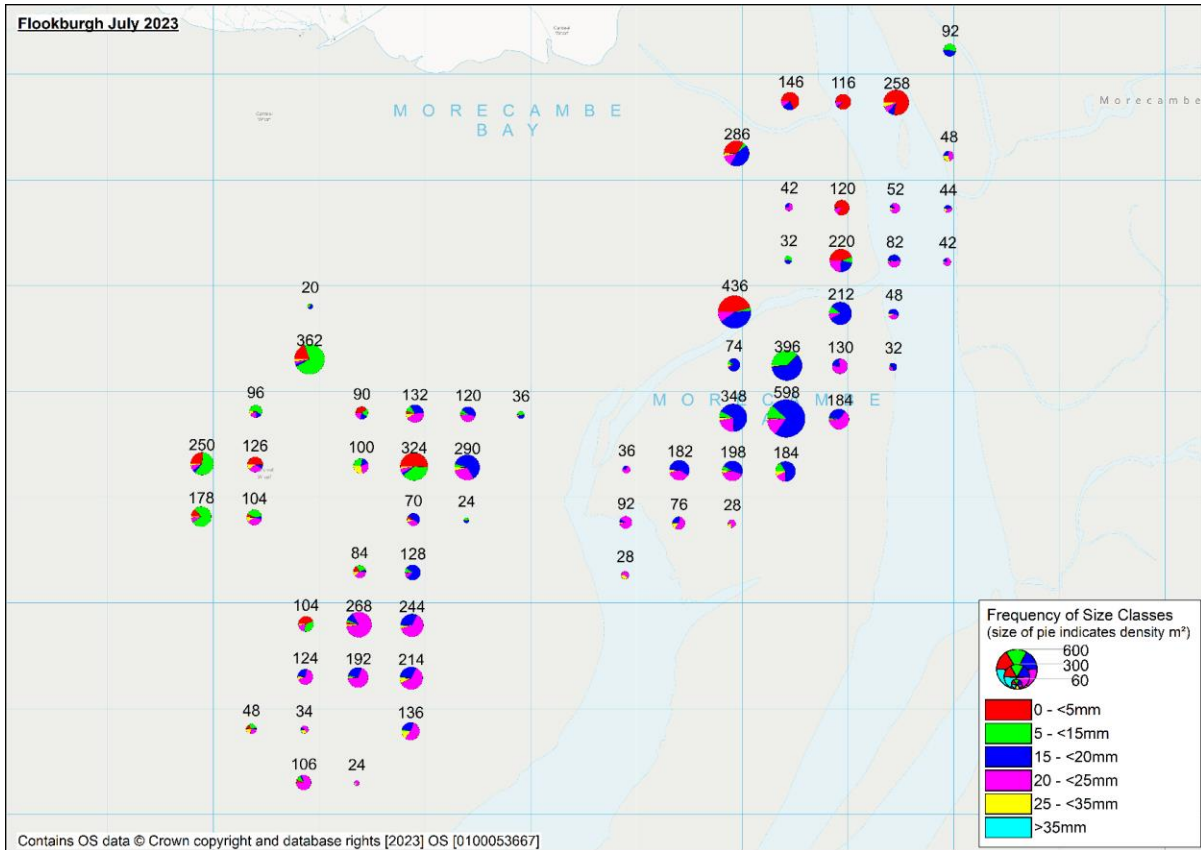 Flookburgh July 2023
92
146 116 258
MORECAMBE
BAY
Morecambe
286
48
42 120 52 44
32 220 82 42
20
436 212 48
362
74 396 130 32
96 90 132 120 36
348 598 184
MORECAMBE
250 126 100 324 290
36 182 198 184
178 104 70 24
92 76 28
84 128
28
104 268 244
124 192 214
48 34 136
106 24
Frequency of Size Classes
(size of pie indicates density m²)
600
300
60
0 - <5mm
5 - <15mm
15 - <20mm
20 - <25mm
25 - <35mm
>35mm
Contains OS data © Crown copyright and database rights [2023] OS [0100053667]